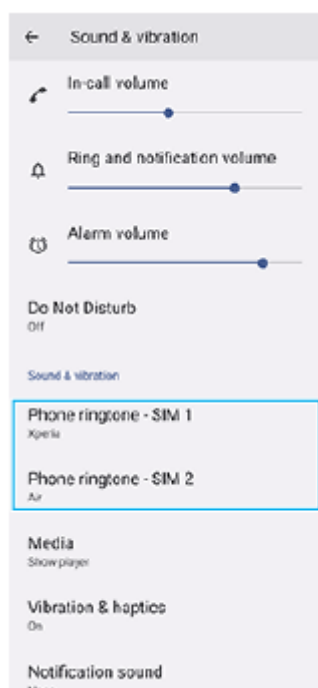 Sound & vibration
In-call volume
Ring and notification volume
Alarm volume
Do Not Disturb
Off
Sound & vibration
Phone ringtone - SIM 1
Xperia
Phone ringtone - SIM 2
Air
Media
Show player
Vibration & haptics
On
Notification sound